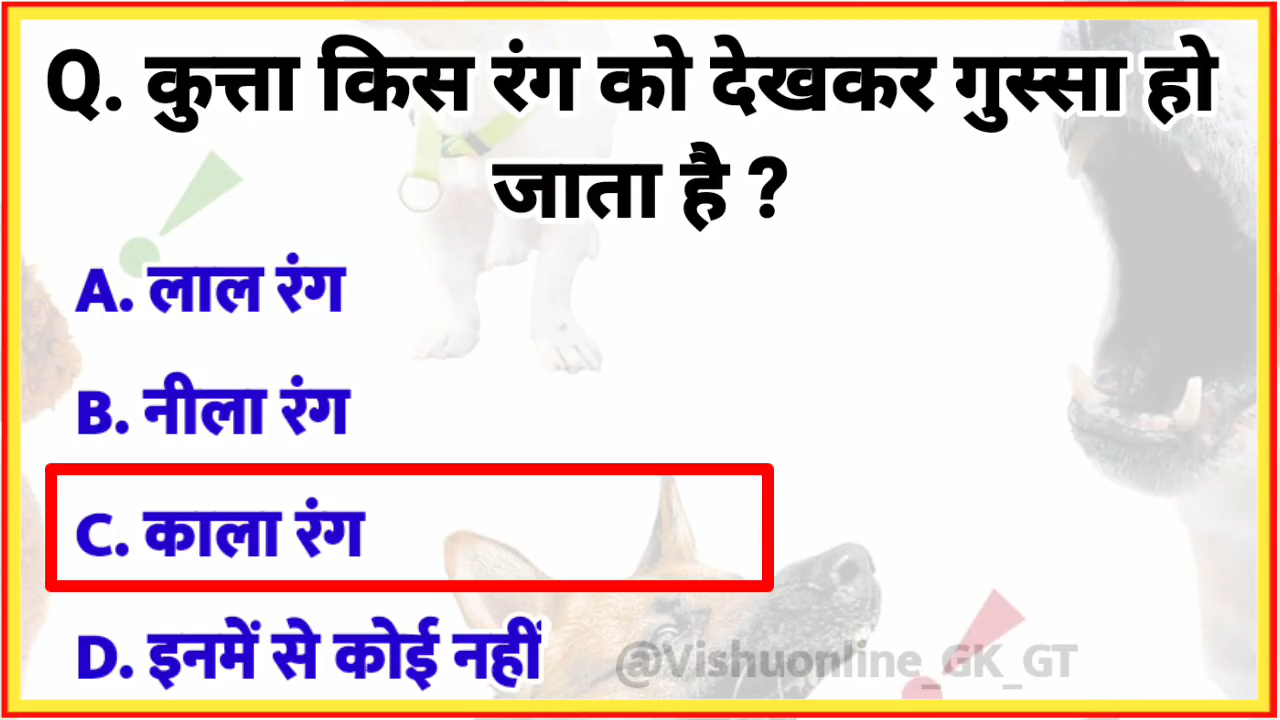 Q. कुत्ता किस रंग को देखकर गुस्सा हो
जाता है ?
A. लाल रंग
B. नीला रंग
C. काला रंग
D. इनमें से कोई नहीं
@Vishuonline_GK_GT